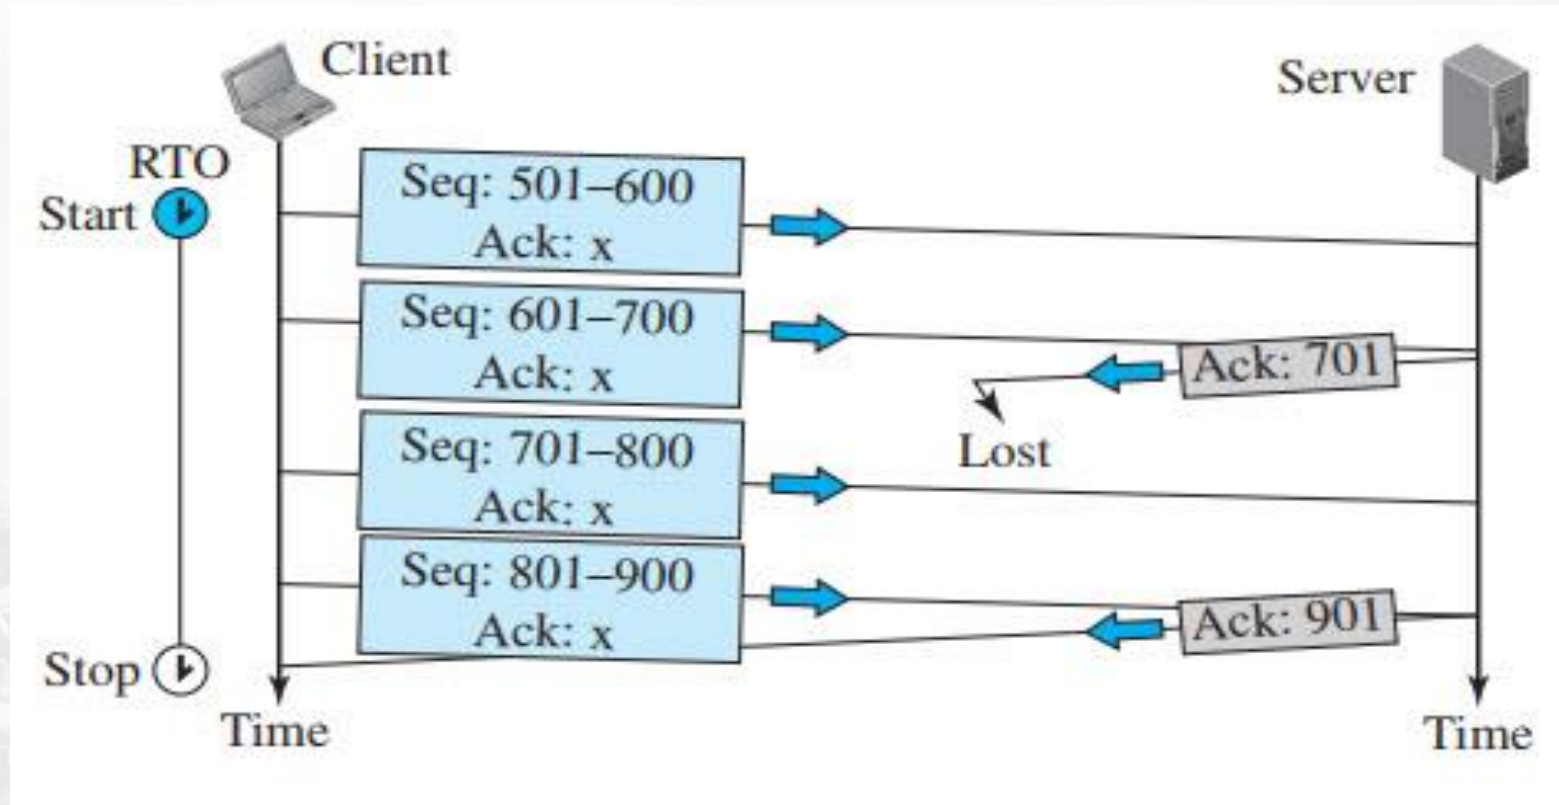 Client
Server
RTO
Start
Seq: 501–600
Ack: x
Seq: 601–700
Ack: x
Ack: 701
Lost
Seq: 701–800
Ack: x
Seq: 801–900
Ack: x
Ack: 901
Stop
Time
Time